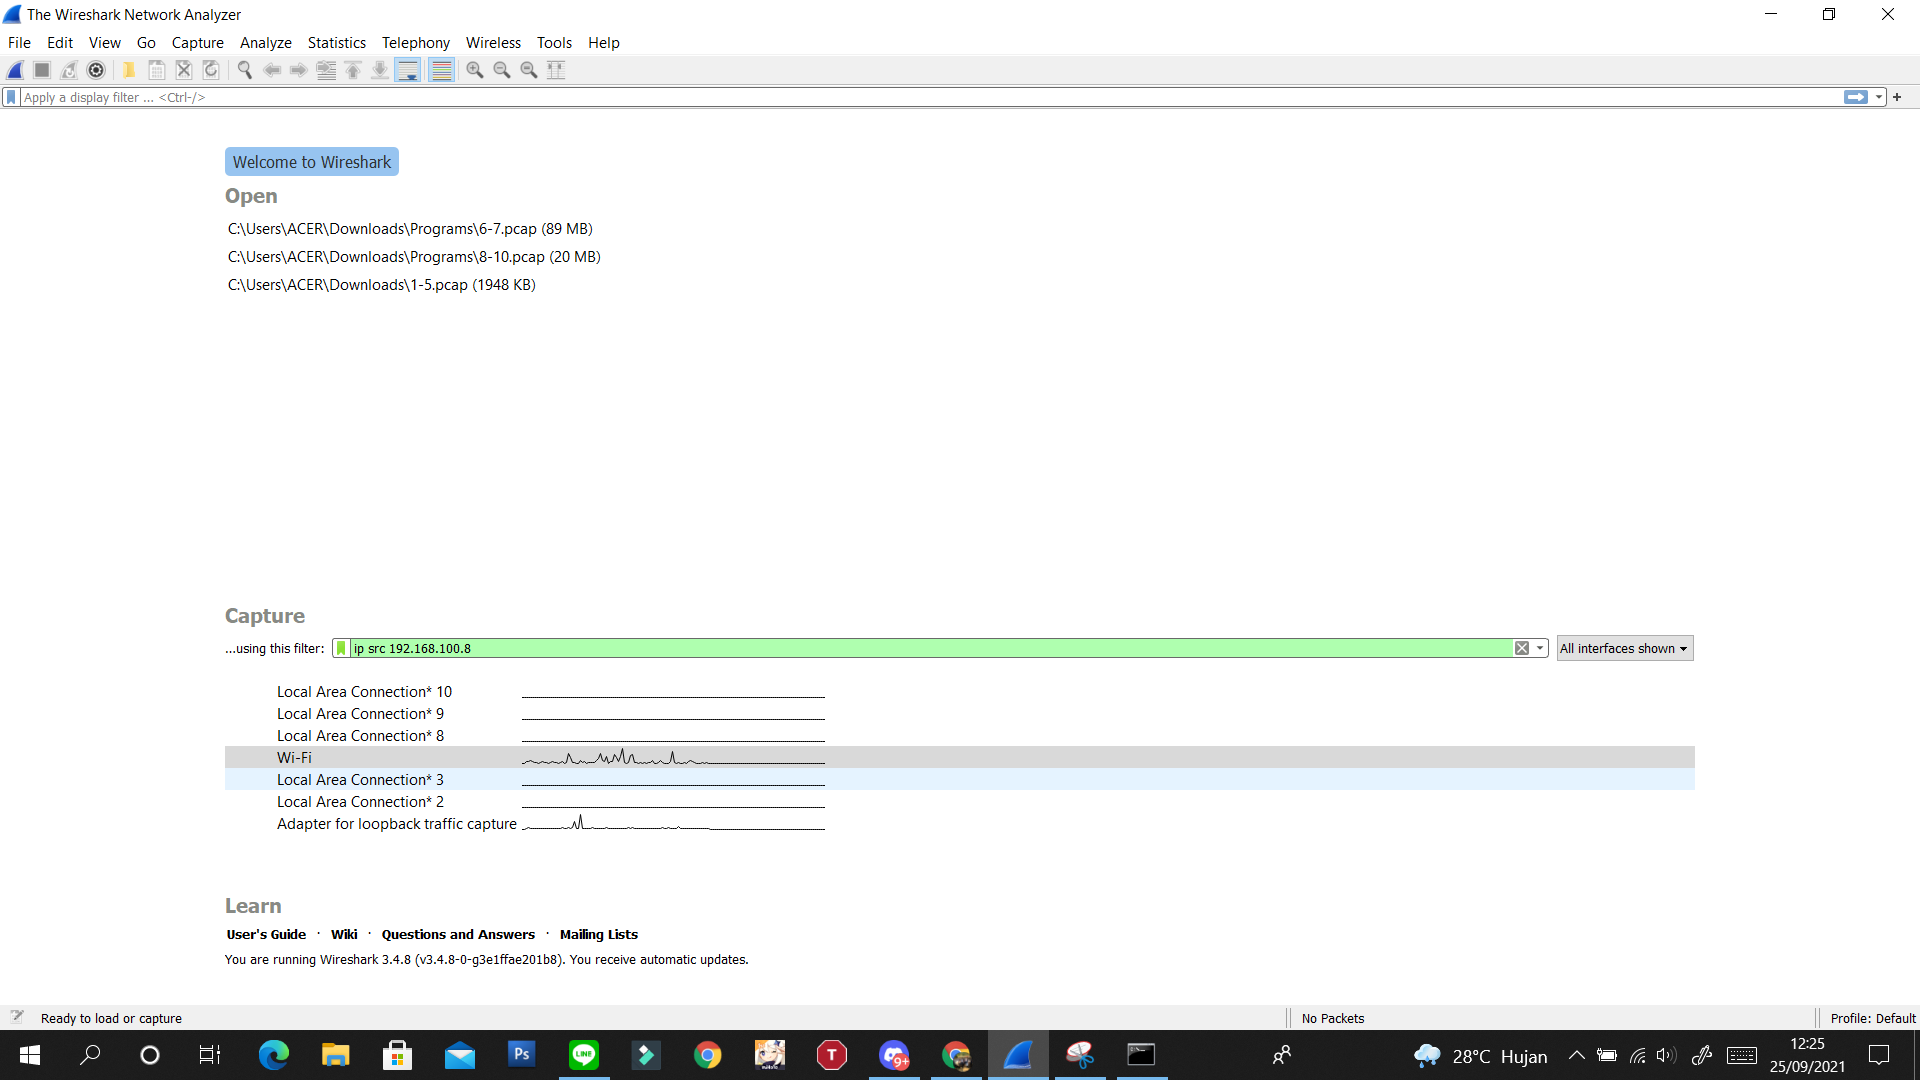 The Wireshark Network Analyzer
File Edit View Go Capture Analyze Statistics Telephony Wireless Tools Help
Apply a display filter ... <Ctrl-/>
Welcome to Wireshark
Open
C:\Users\ACER\Downloads\Programs\6-7.pcap (89 MB)
C:\Users\ACER\Downloads\Programs\8-10.pcap (20 MB)
C:\Users\ACER\Downloads\1-5.pcap (1948 KB)
Capture
...using this filter: ip src 192.168.100.8 All interfaces shown
Local Area Connection* 10
Local Area Connection* 9
Local Area Connection* 8
Wi-Fi
Local Area Connection* 3
Local Area Connection* 2
Adapter for loopback traffic capture
Learn
User's Guide · Wiki · Questions and Answers · Mailing Lists
You are running Wireshark 3.4.8 (v3.4.8-0-g3e1ffae201b8). You receive automatic updates.
Ready to load or capture No Packets Profile: Default
Ps LINE T 9+ 28°C Hujan 12:25
25/09/2021